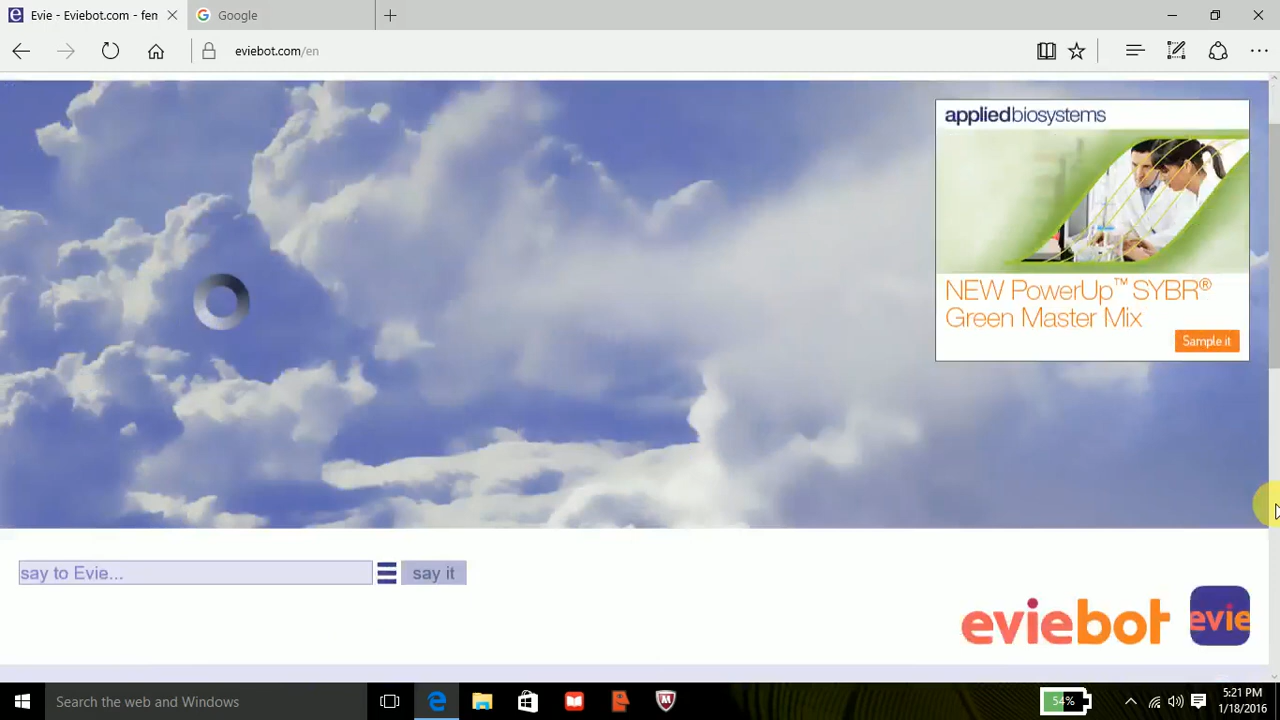 Evie - Eviebot.com - fen
Google
eviebot.com/en
appliedbiosystems
NEW PowerUp™ SYBR®
Green Master Mix
Sample it
say to Evie...
say it
eviebot
evie
Search the web and Windows
54%
5:21 PM
1/18/2016